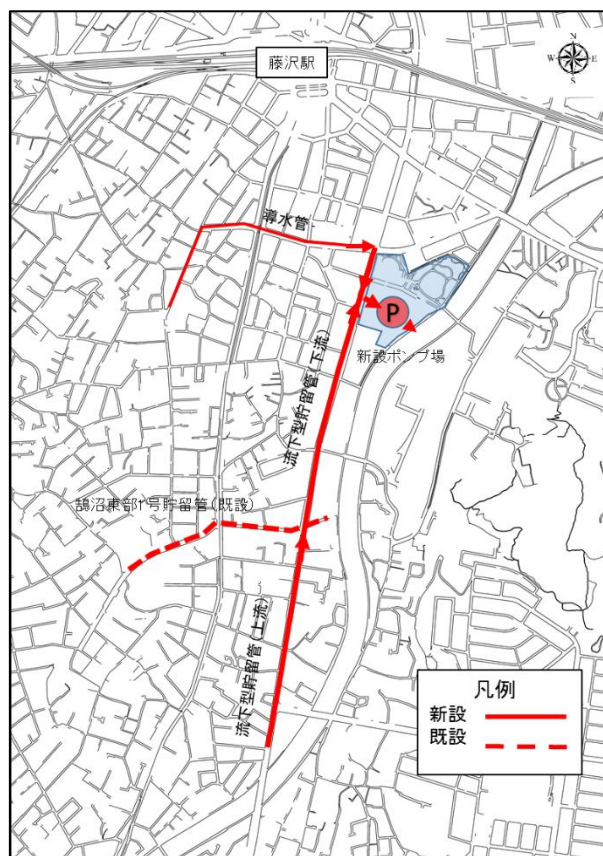 藤沢駅
N
W
E
S
導水管
P
新設ポンプ場
流下型貯留管(下流)
鵠沼東部1号貯留管(既設)
流下型貯留管(上流)
凡例
新設
既設